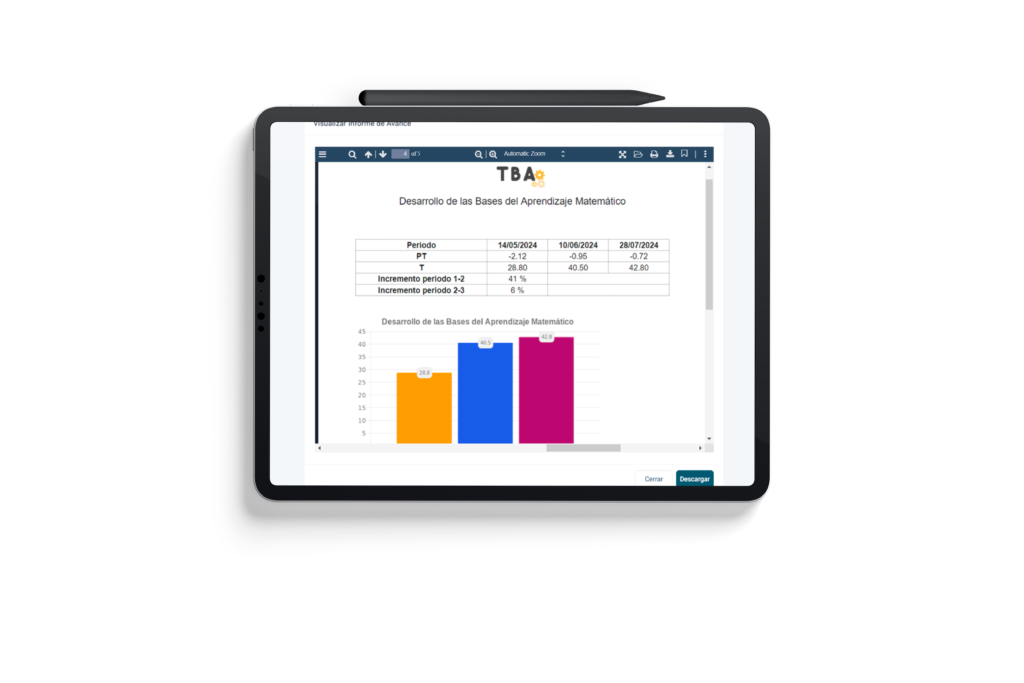 Visualizar Informe de Avance
4 of 5
Automatic Zoom
TBA
Desarrollo de las Bases del Aprendizaje Matemático
Periodo 14/05/2024 10/06/2024 28/07/2024
PT -2.12 -0.95 -0.72
T 28.80 40.50 42.80
Incremento periodo 1-2 41 %
Incremento periodo 2-3 6 %
Desarrollo de las Bases del Aprendizaje Matemático
45
40
35
30
25
20
15
10
5
28.8
40.5
42.8
Cerrar
Descargar